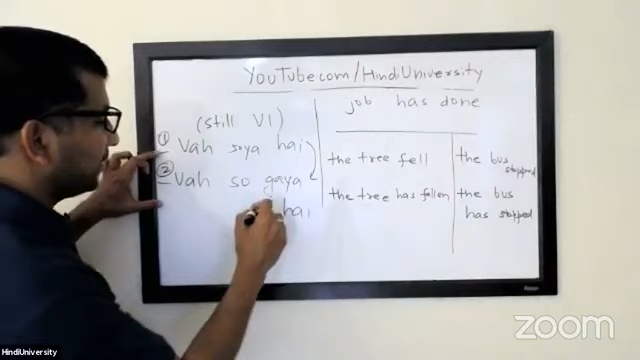 YouTube.com/HindiUniversity
(still VI)
① Vah soya hai
② Vah so gaya
hai
job has done
the tree fell
the tree has fallen
the bus
stopped
the bus
has stopped
HindiUniversity
zoom